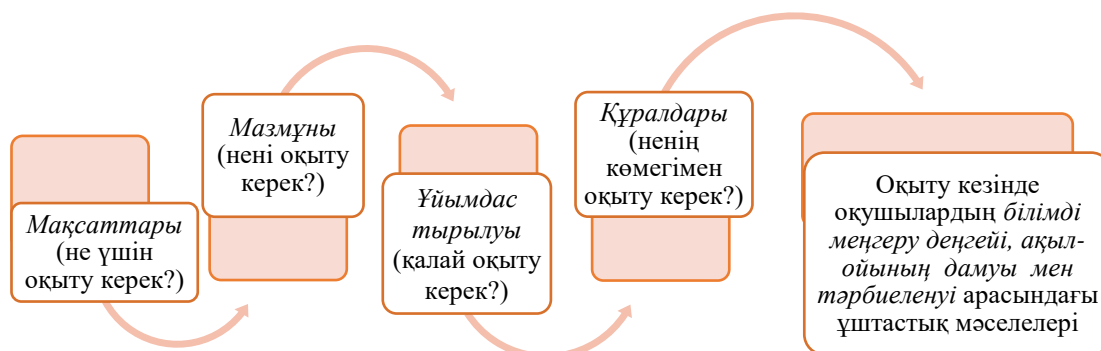 Мақсаттары
(не үшін
оқыту керек?)
Мазмұны
(нені оқыту
керек?)
Ұйымдас
тырылуы
(қалай оқыту
керек?)
Құралдары
(ненің
көмегімен
оқыту керек?)
Оқыту кезінде
оқушылардың білімді
меңгеру деңгейі, ақыл-
ойының дамуы мен
тәрбиеленуі арасындағы
ұштастық мәселелері